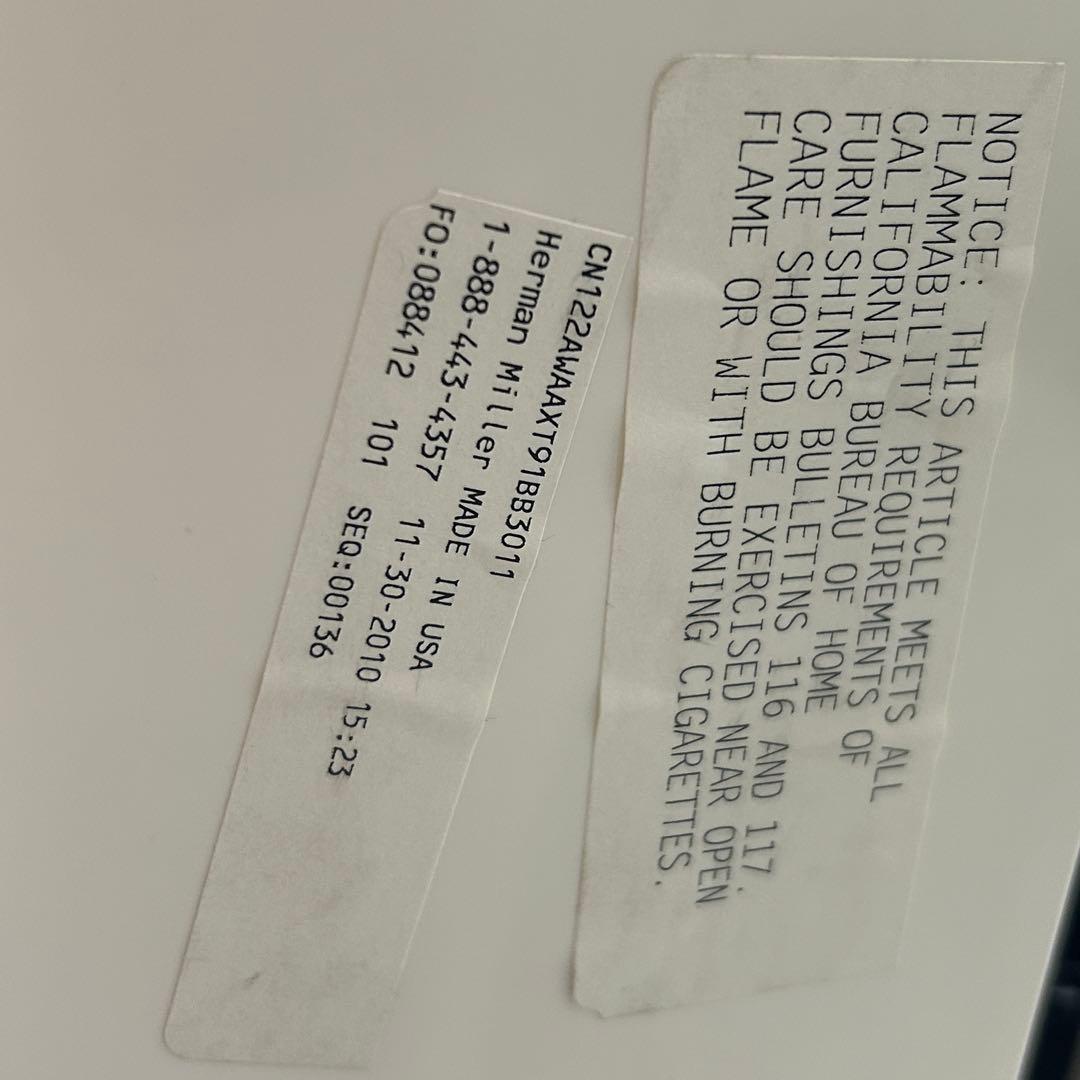 NOTICE: THIS ARTICLE MEETS ALL
FLAMMABILITY REQUIREMENTS OF
CALIFORNIA BUREAU OF HOME
FURNISHINGS BULLETINS 116 AND 117.
CARE SHOULD BE EXERCISED NEAR OPEN
FLAME OR WITH BURNING CIGARETTES.
CN122AWAAXT91BB3011
Herman Miller MADE IN USA
1-888-443-4357 11-30-2010 15:23
FO:088412 101 SEQ:00136